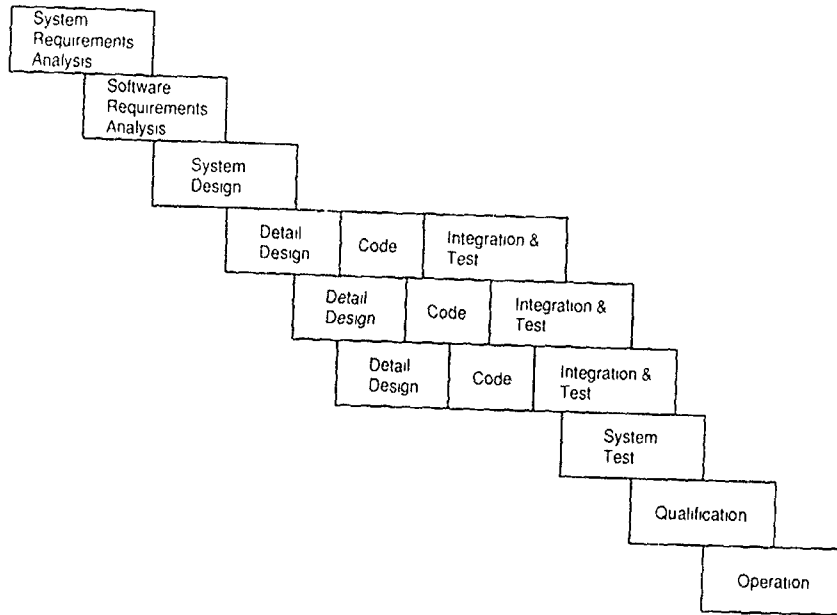 System
Requirements
Analysis
Software
Requirements
Analysis
System
Design
Detail
Design
Code
Integration &
Test
Detail
Design
Code
Integration &
Test
Detail
Design
Code
Integration &
Test
System
Test
Qualification
Operation